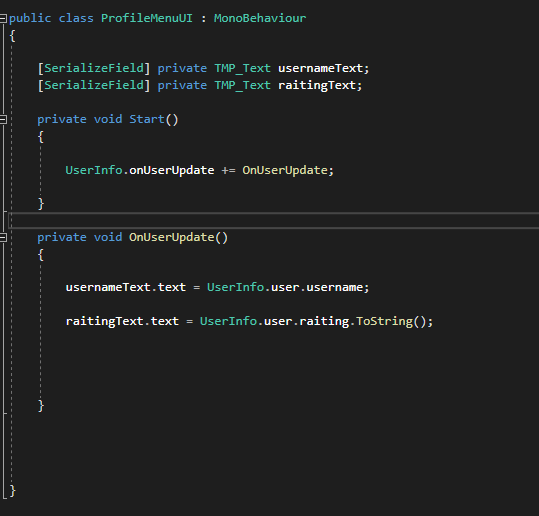 public class ProfileMenuUI : MonoBehaviour
{
[SerializeField] private TMP_Text usernameText;
[SerializeField] private TMP_Text raitingText;
private void Start()
{
UserInfo.onUserUpdate += OnUserUpdate;
}
private void OnUserUpdate()
{
usernameText.text = UserInfo.user.username;
raitingText.text = UserInfo.user.raiting.ToString();
}
}